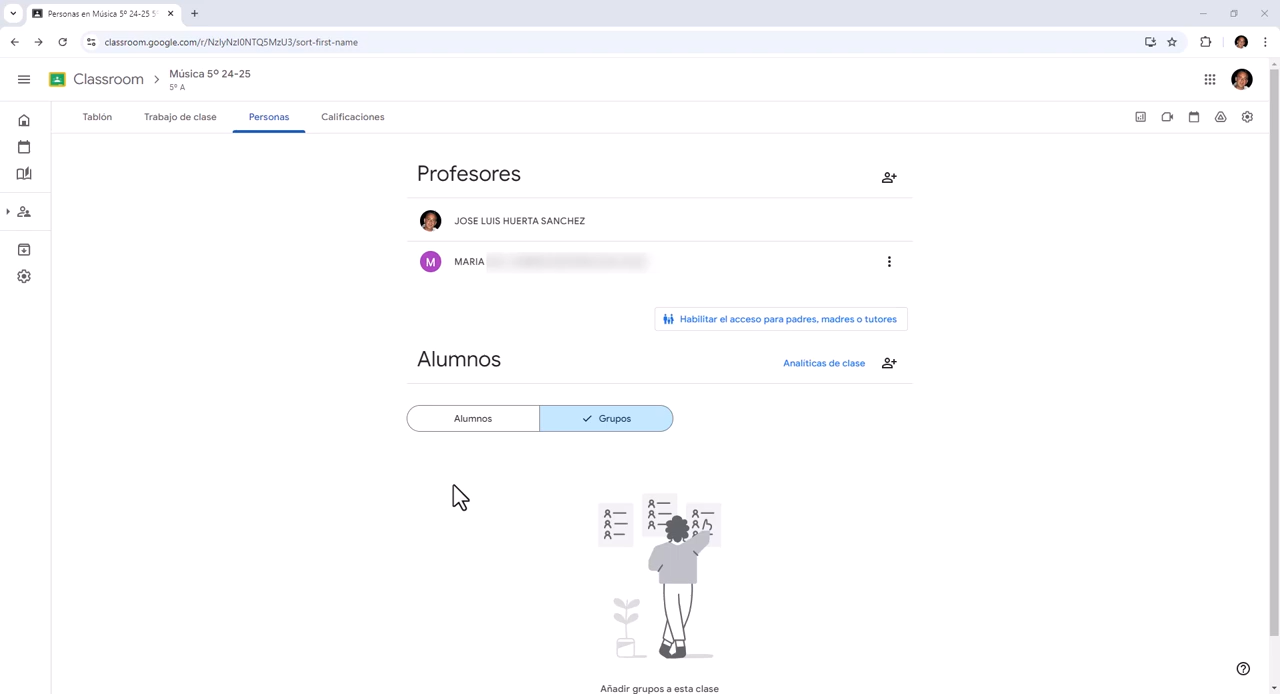 Personas en Música 5º 24-25 5º
classroom.google.com/r/NzIyNzI0NTQ5MzU3/sort-first-name
Classroom
Música 5º 24-25
5º A
Tablón
Trabajo de clase
Personas
Calificaciones
Profesores
JOSE LUIS HUERTA SANCHEZ
M
MARIA
Habilitar el acceso para padres, madres o tutores
Alumnos
Analíticas de clase
Alumnos
Grupos
Añadir grupos a esta clase